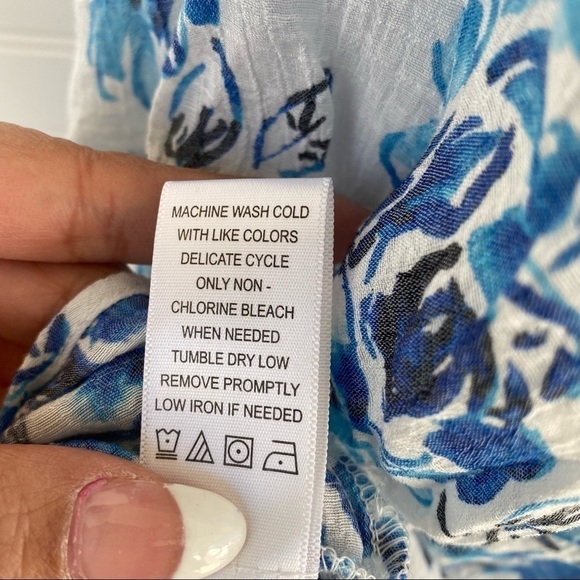 MACHINE WASH COLD
WITH LIKE COLORS
DELICATE CYCLE
ONLY NON -
CHLORINE BLEACH
WHEN NEEDED
TUMBLE DRY LOW
REMOVE PROMPTLY
LOW IRON IF NEEDED